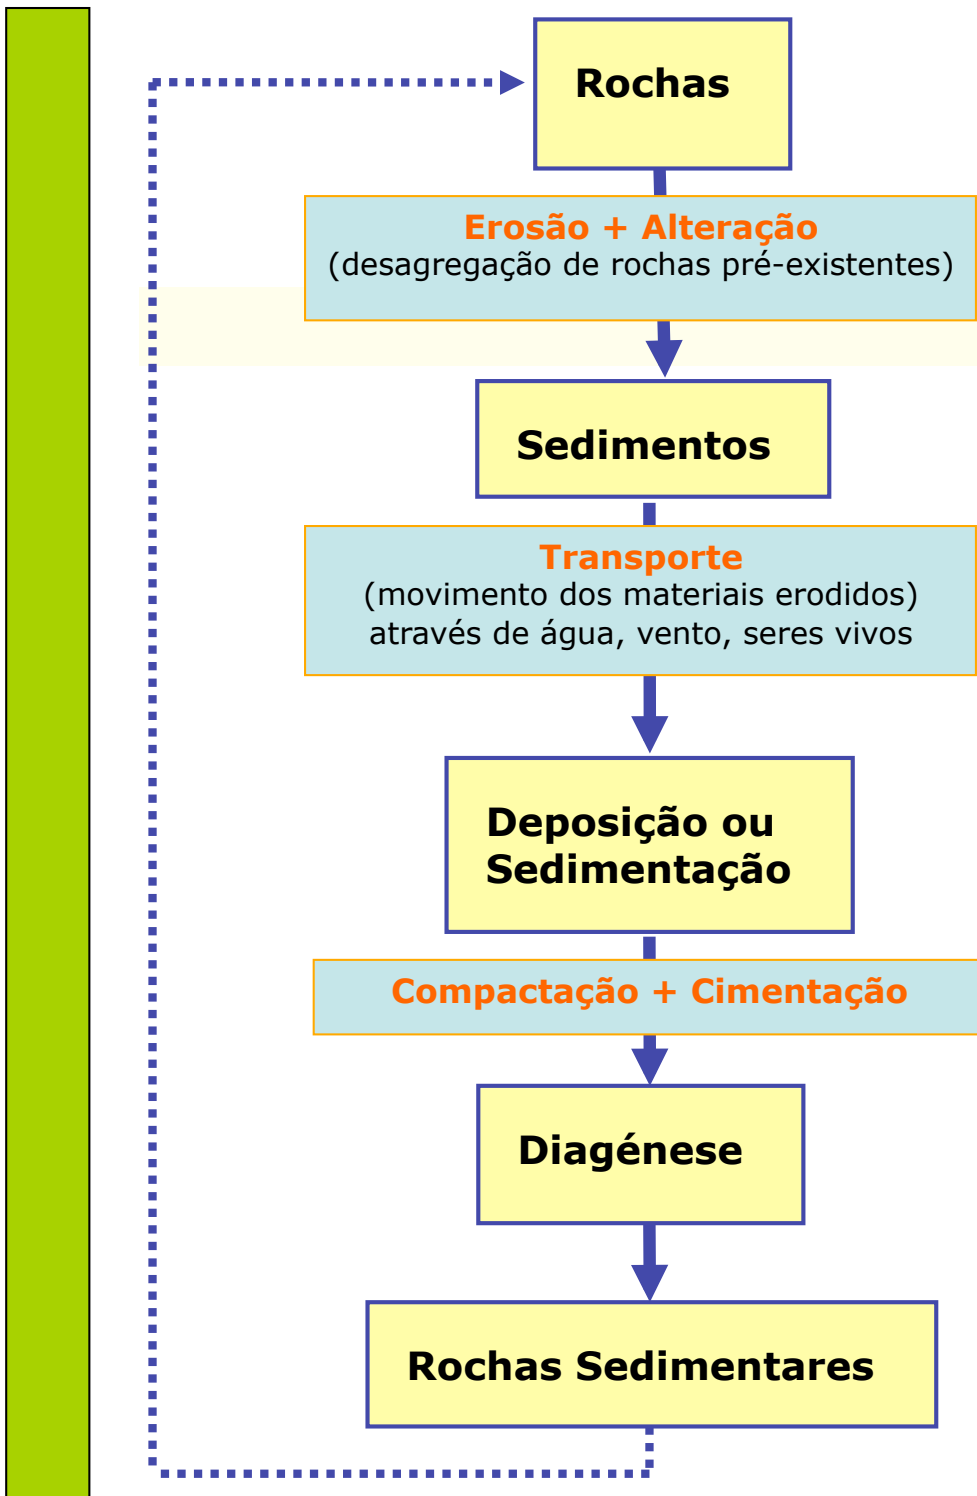 Rochas
Erosão + Alteração
(desagregação de rochas pré-existentes)
Sedimentos
Transporte
(movimento dos materiais erodidos)
através de água, vento, seres vivos
Deposição ou
Sedimentação
Compactação + Cimentação
Diagénese
Rochas Sedimentares